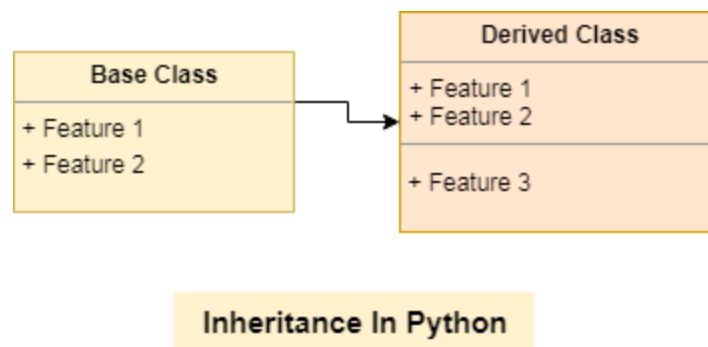 Base Class
+ Feature 1
+ Feature 2
Derived Class
+ Feature 1
+ Feature 2
+ Feature 3
Inheritance In Python